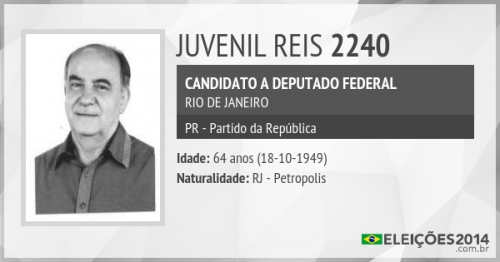 JUVENIL REIS 2240
CANDIDATO A DEPUTADO FEDERAL
RIO DE JANEIRO
PR - Partido da República
Idade: 64 anos (18-10-1949)
Naturalidade: RJ - Petropolis
ELEIÇÕES2014
.com.br